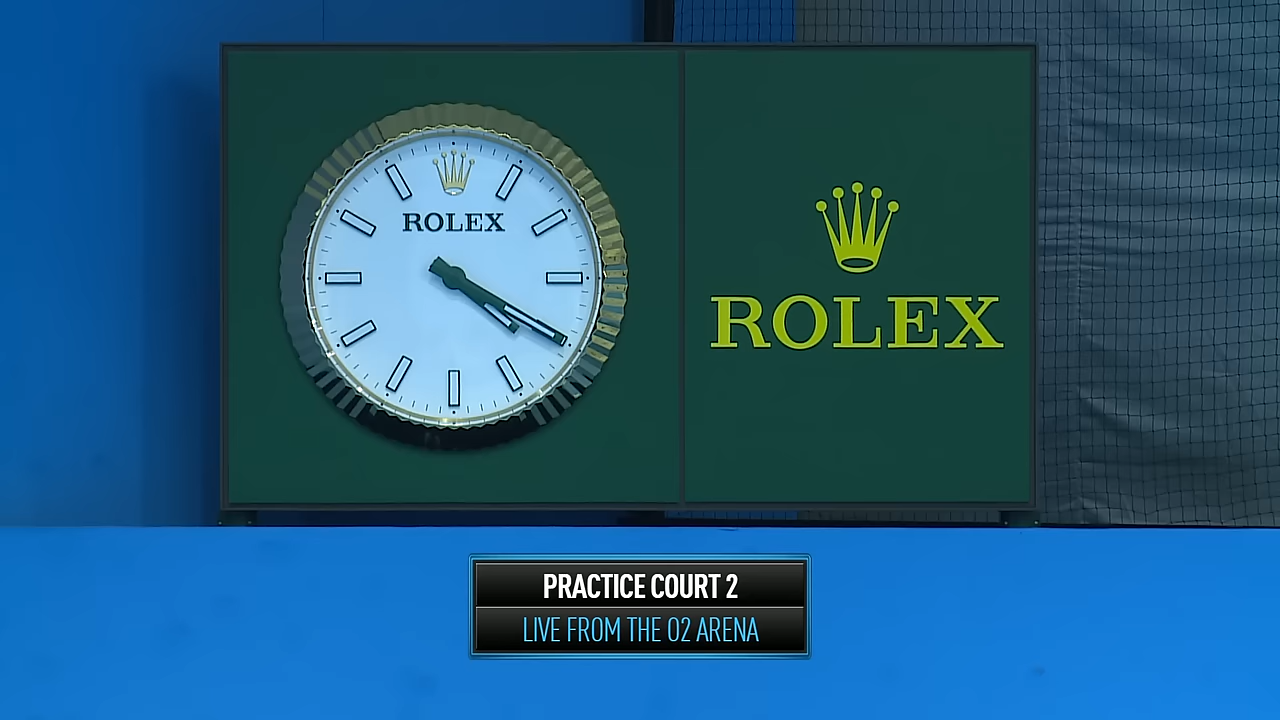 ROLEX
ROLEX
PRACTICE COURT 2
LIVE FROM THE O2 ARENA